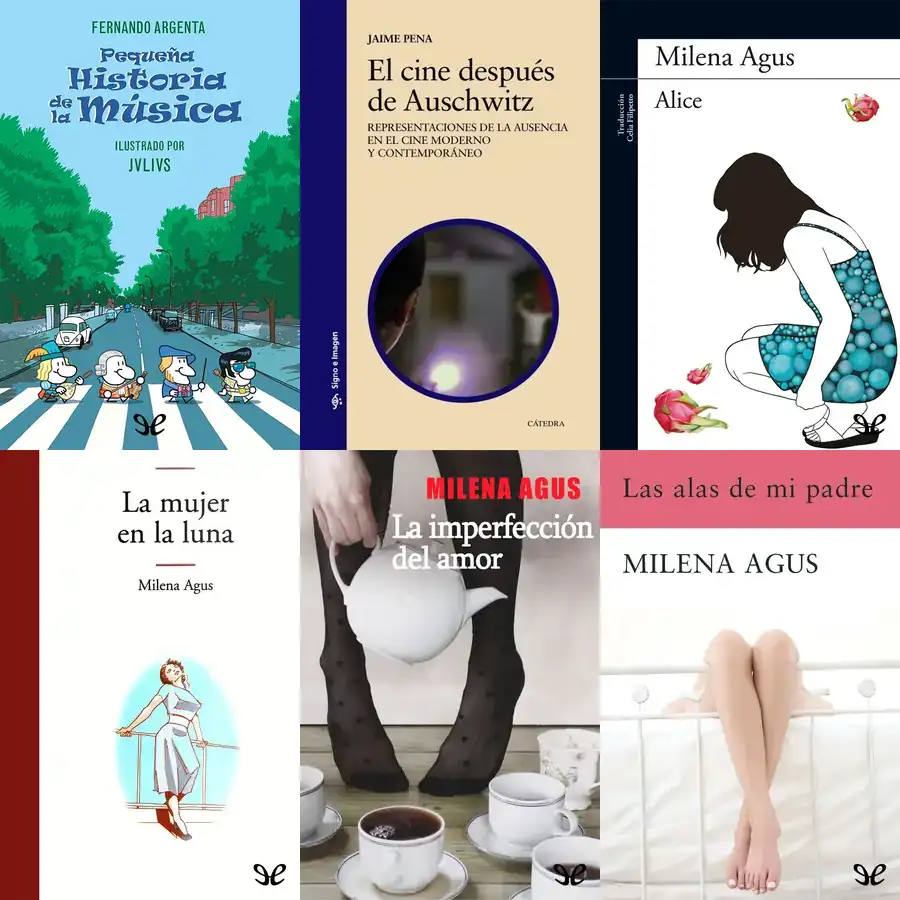 FERNANDO ARGENTA
Pequeña
Historia
de la Música
ILUSTRADO POR
JVLIVS
JAIME PENA
El cine después
de Auschwitz
REPRESENTACIONES DE LA AUSENCIA
EN EL CINE MODERNO
Y CONTEMPORÁNEO
Signo e Imagen
CÁTEDRA
Milena Agus
Alice
Traducción
Celia Filipetto
La mujer
en la luna
Milena Agus
MILENA AGUS
La imperfección
del amor
Las alas de mi padre
MILENA AGUS